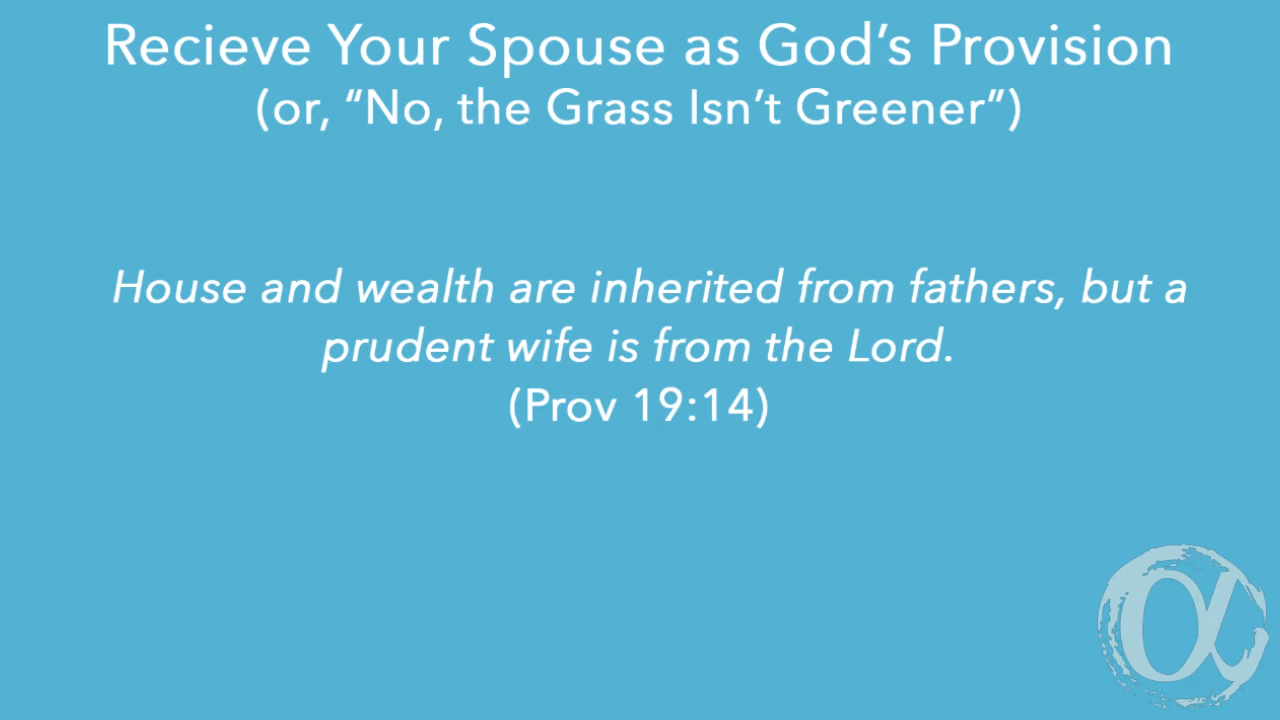 Recieve Your Spouse as God’s Provision
(or, “No, the Grass Isn’t Greener”)
House and wealth are inherited from fathers, but a
prudent wife is from the Lord.
(Prov 19:14)
α